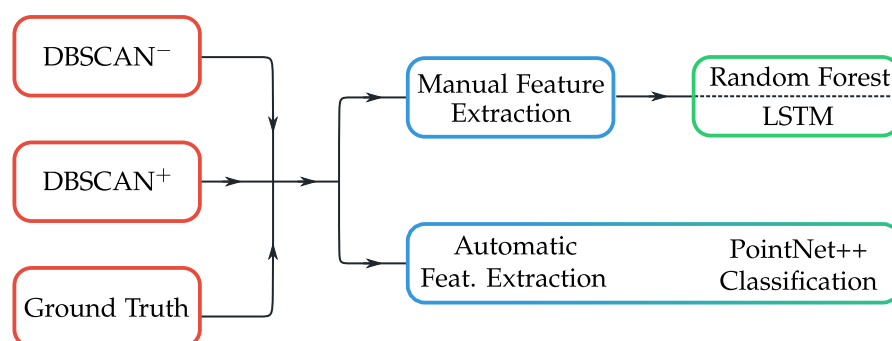 DBSCAN⁻
DBSCAN⁺
Ground Truth
Manual Feature
Extraction
Random Forest
LSTM
Automatic
Feat. Extraction
PointNet++
Classification